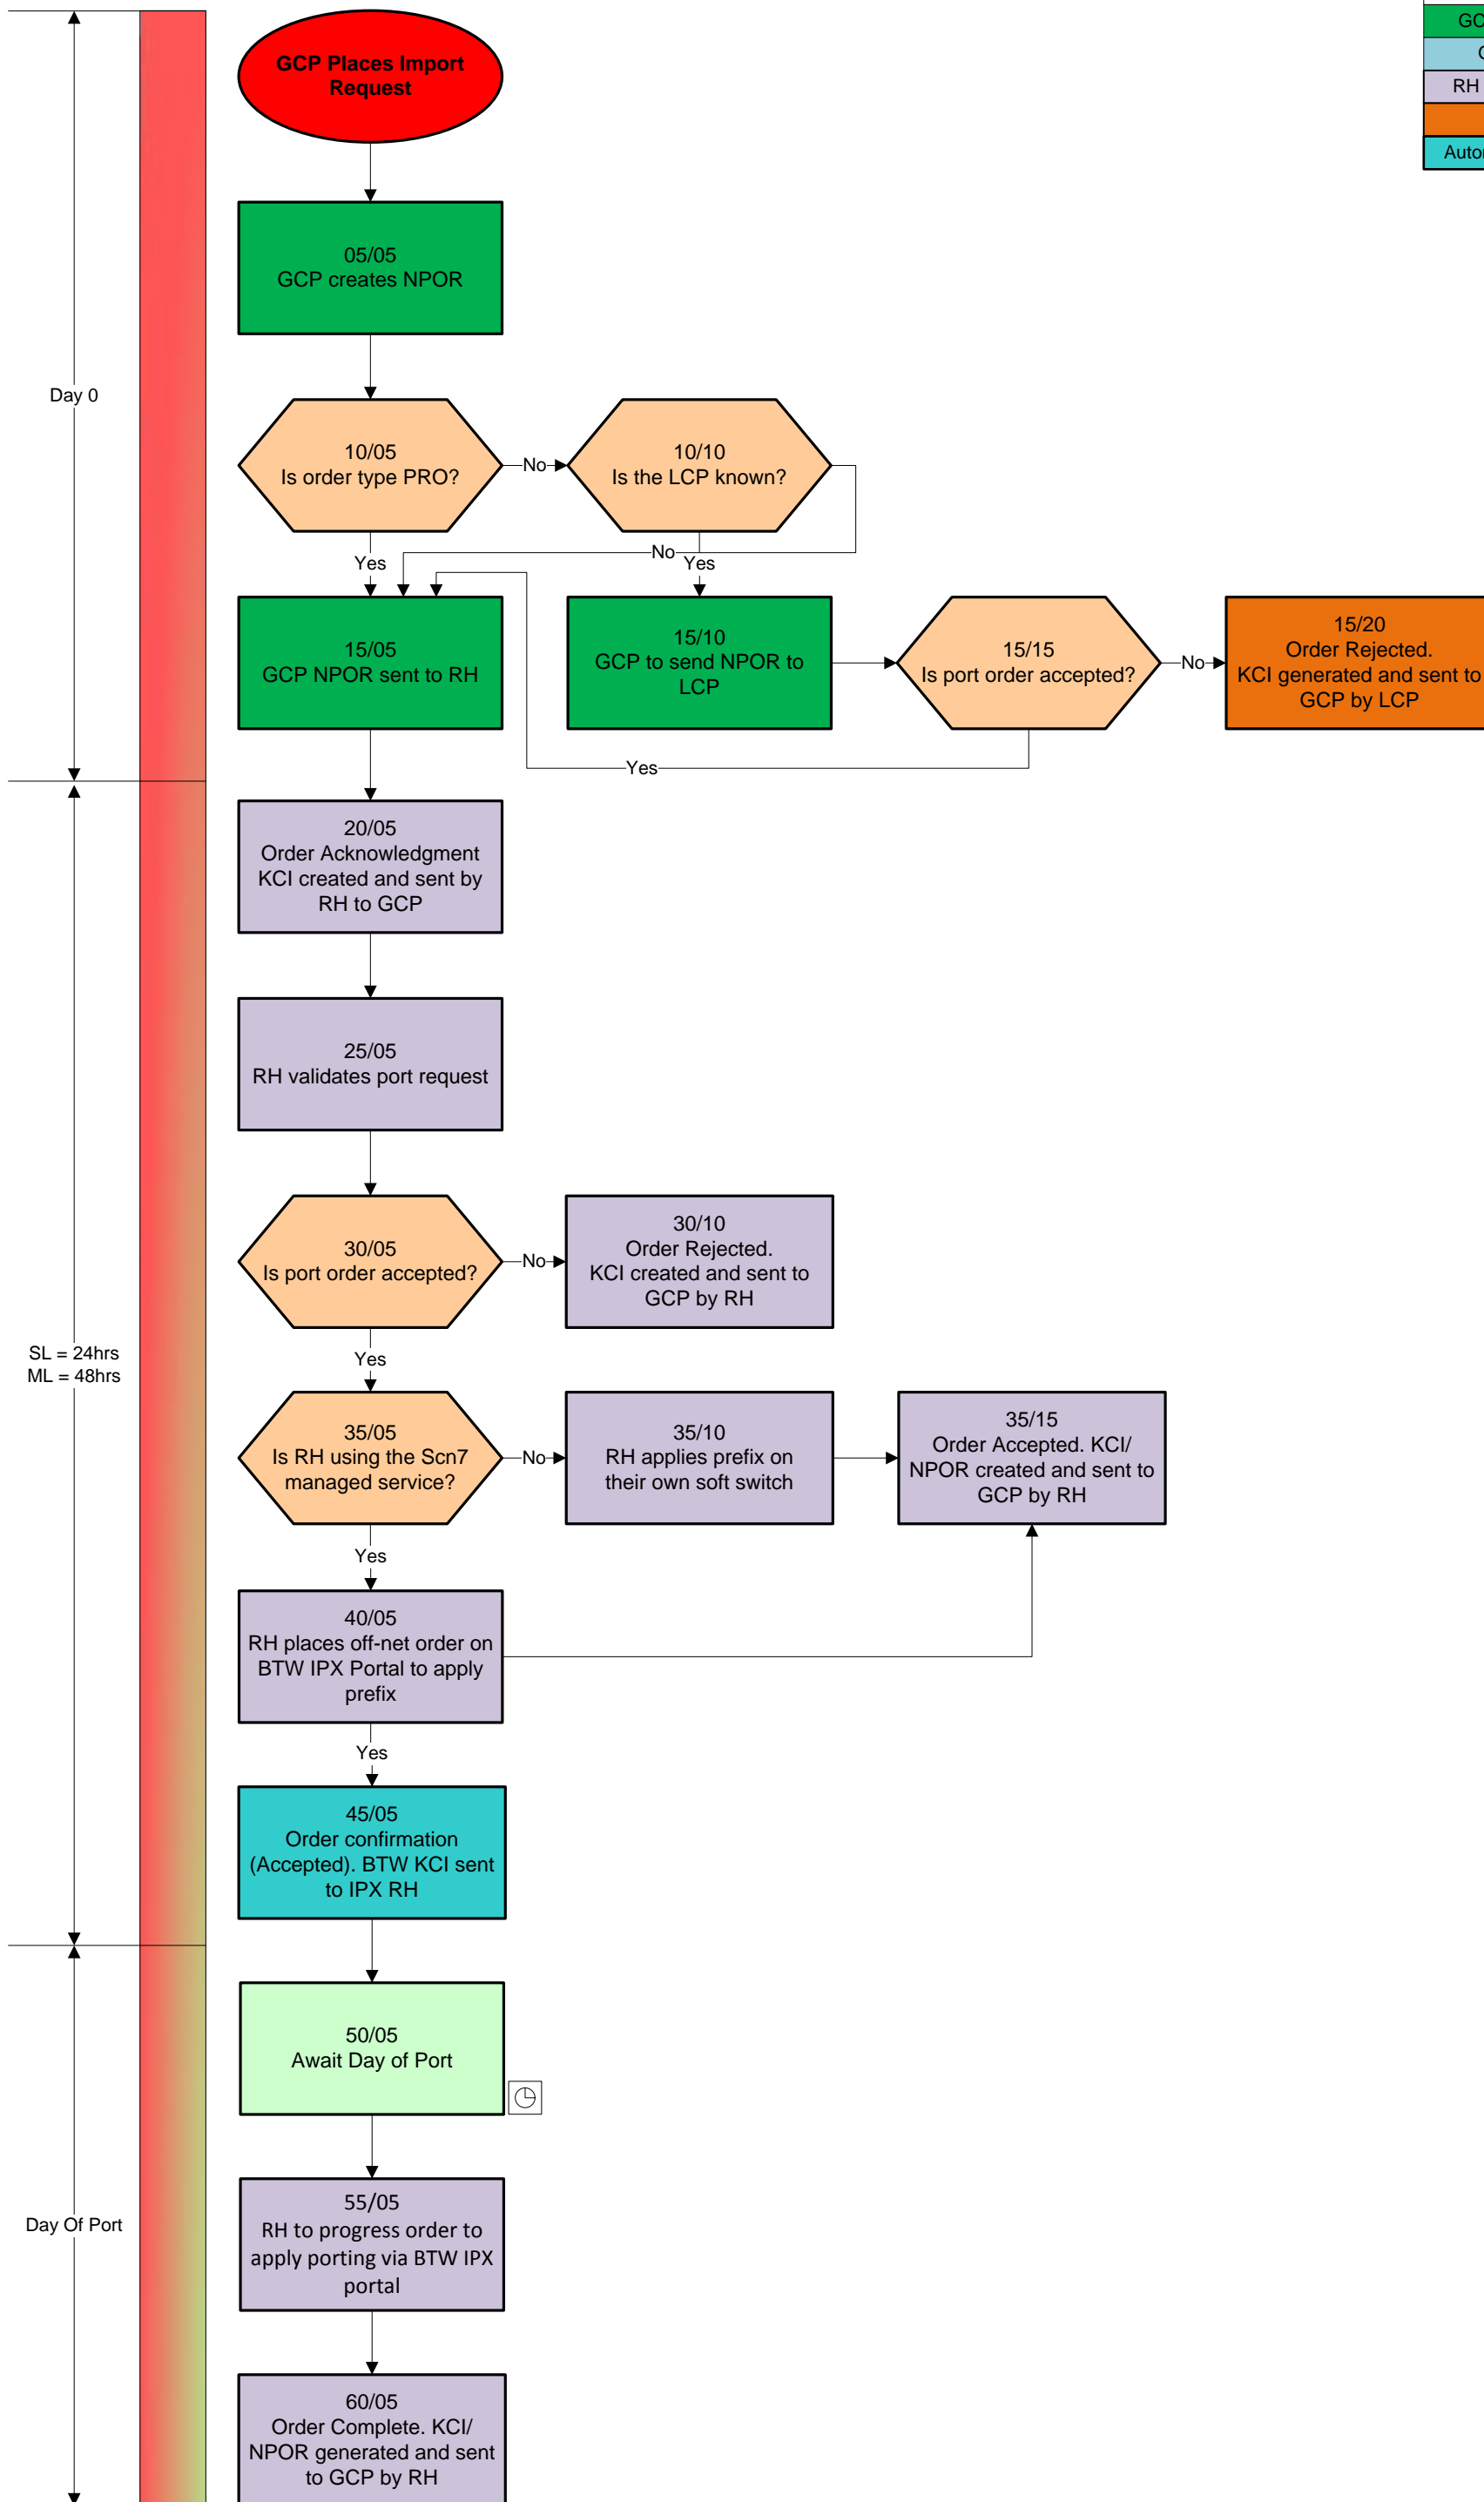 GCP Places Import
Request
GC
RH
Day 0
05/05
GCP creates NPOR
10/05
Is order type PRO?
No
10/10
Is the LCP known?
No
Yes
Yes
15/05
GCP NPOR sent to RH
15/10
GCP to send NPOR to
LCP
15/15
Is port order accepted?
No
15/20
Order Rejected.
KCI generated and sent to
GCP by LCP
Yes
SL = 24hrs
ML = 48hrs
20/05
Order Acknowledgment
KCI created and sent by
RH to GCP
25/05
RH validates port request
30/05
Is port order accepted?
No
30/10
Order Rejected.
KCI created and sent to
GCP by RH
Yes
35/05
Is RH using the Scn7
managed service?
No
35/10
RH applies prefix on
their own soft switch
35/15
Order Accepted. KCI/
NPOR created and sent to
GCP by RH
Yes
40/05
RH places off-net order on
BTW IPX Portal to apply
prefix
Yes
45/05
Order confirmation
(Accepted). BTW KCI sent
to IPX RH
Day Of Port
50/05
Await Day of Port
55/05
RH to progress order to
apply porting via BTW IPX
portal
60/05
Order Complete. KCI/
NPOR generated and sent
to GCP by RH